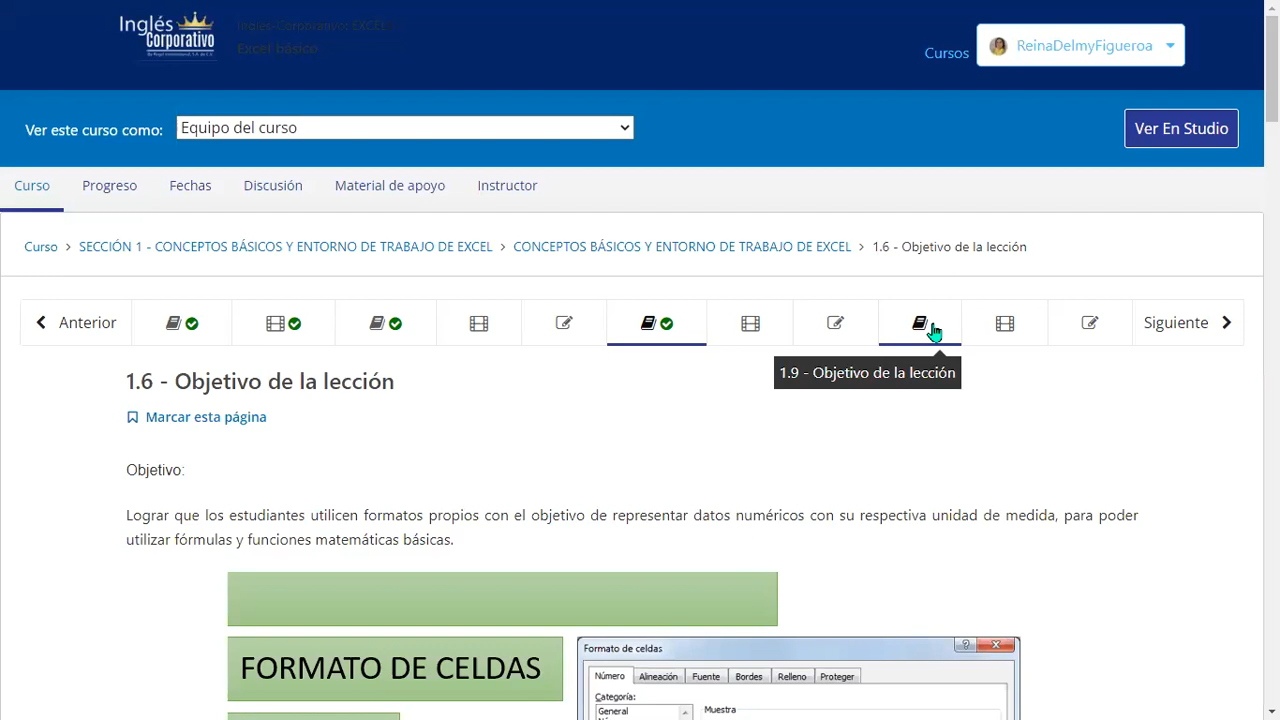 Inglés
Corporativo
Inglés Corporativo: EXCEL
Excel básico
Cursos
ReinaDelmyFigueroa
Ver este curso como:
Equipo del curso
Ver En Studio
Curso
Progreso
Fechas
Discusión
Material de apoyo
Instructor
Curso > SECCIÓN 1 - CONCEPTOS BÁSICOS Y ENTORNO DE TRABAJO DE EXCEL > CONCEPTOS BÁSICOS Y ENTORNO DE TRABAJO DE EXCEL > 1.6 - Objetivo de la lección
Anterior
Siguiente
1.9 - Objetivo de la lección
1.6 - Objetivo de la lección
Marcar esta página
Objetivo:
Lograr que los estudiantes utilicen formatos propios con el objetivo de representar datos numéricos con su respectiva unidad de medida, para poder
utilizar fórmulas y funciones matemáticas básicas.
FORMATO DE CELDAS
Formato de celdas
Número
Alineación
Fuente
Bordes
Relleno
Proteger
Categoría:
General
Muestra